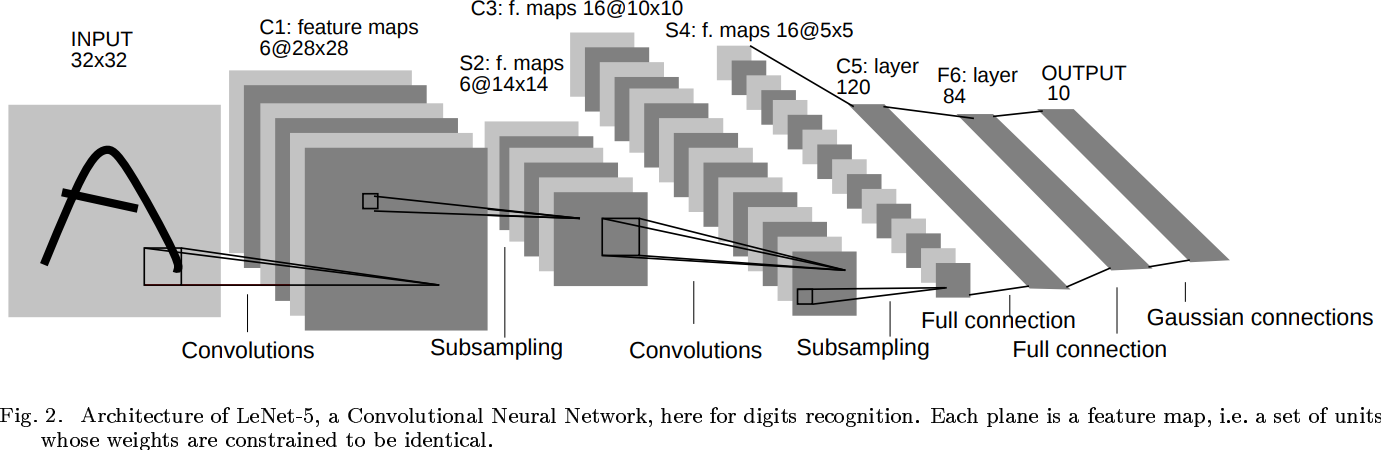 INPUT
32x32
C1: feature maps
6@28x28
S2: f. maps
6@14x14
C3: f. maps 16@10x10
S4: f. maps 16@5x5
C5: layer
120
F6: layer
84
OUTPUT
10
Convolutions
Subsampling
Convolutions
Subsampling
Full connection
Full connection
Gaussian connections
Fig. 2. Architecture of LeNet-5, a Convolutional Neural Network, here for digits recognition. Each plane is a feature map, i.e. a set of units
whose weights are constrained to be identical.